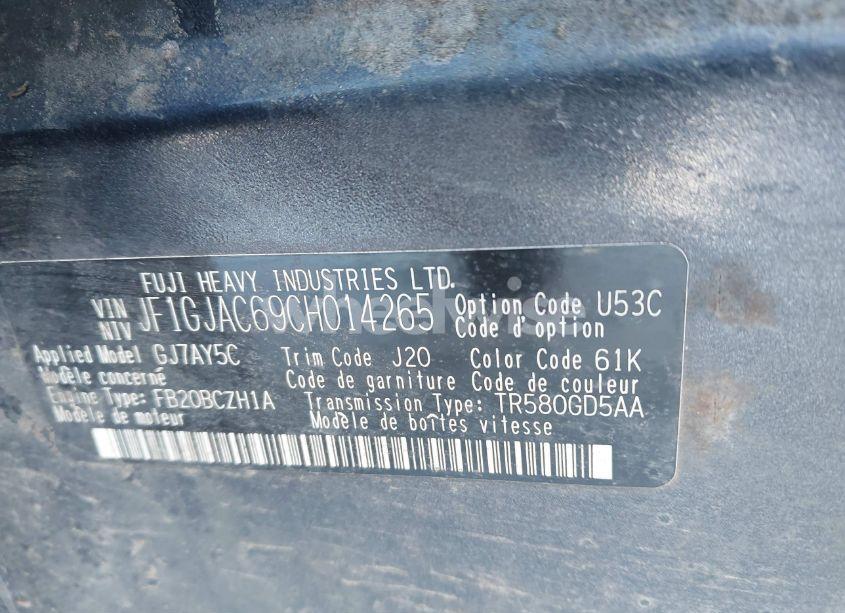 FUJI HEAVY INDUSTRIES LTD.
VIN NIV JF1GJAC69CH014265 Option Code U53C
Code d'option
Applied Model GJ7AY5C Trim Code J20 Color Code 61K
Modèle concerné Code de garniture Code de couleur
Engine Type: FB20BCZH1A Transmission Type: TR580GD5AA
Modèle de moteur Modèle de boîtes vitesse